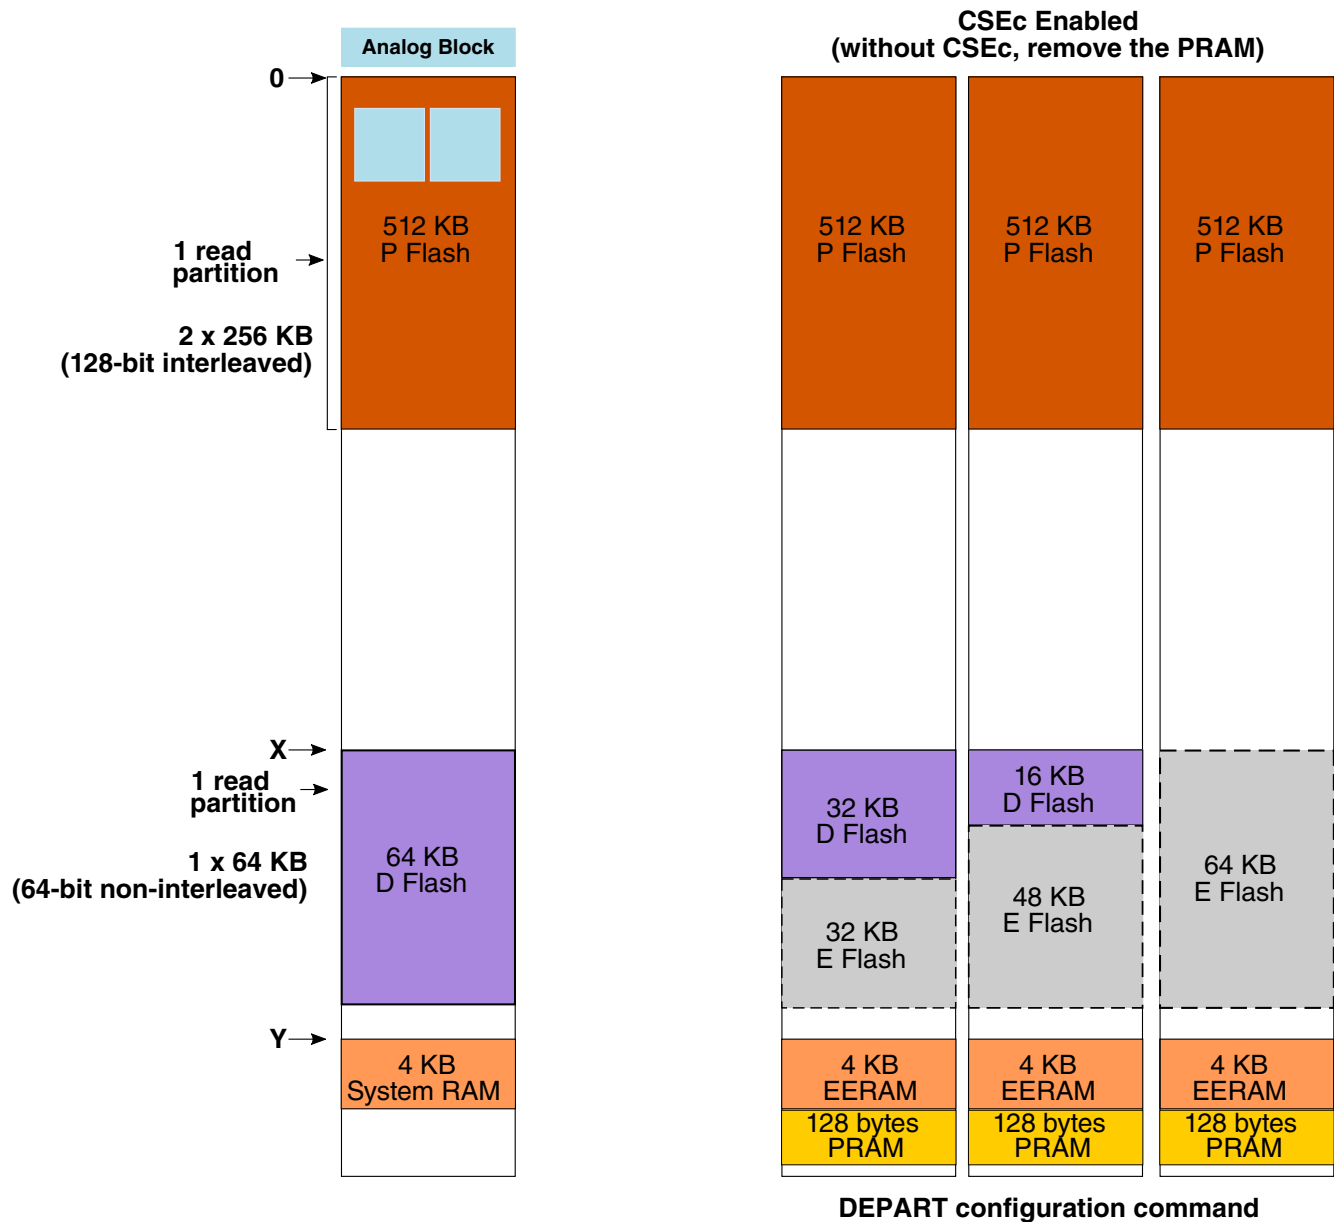 CSEc Enabled
(without CSEc, remove the PRAM)
Analog Block
0
512 KB
P Flash
1 read
partition
2 x 256 KB
(128-bit interleaved)
512 KB
P Flash
512 KB
P Flash
512 KB
P Flash
X
1 read
partition
1 x 64 KB
(64-bit non-interleaved)
64 KB
D Flash
32 KB
D Flash
32 KB
E Flash
16 KB
D Flash
48 KB
E Flash
64 KB
E Flash
Y
4 KB
System RAM
4 KB
EERAM
128 bytes
PRAM
4 KB
EERAM
128 bytes
PRAM
4 KB
EERAM
128 bytes
PRAM
DEPART configuration command